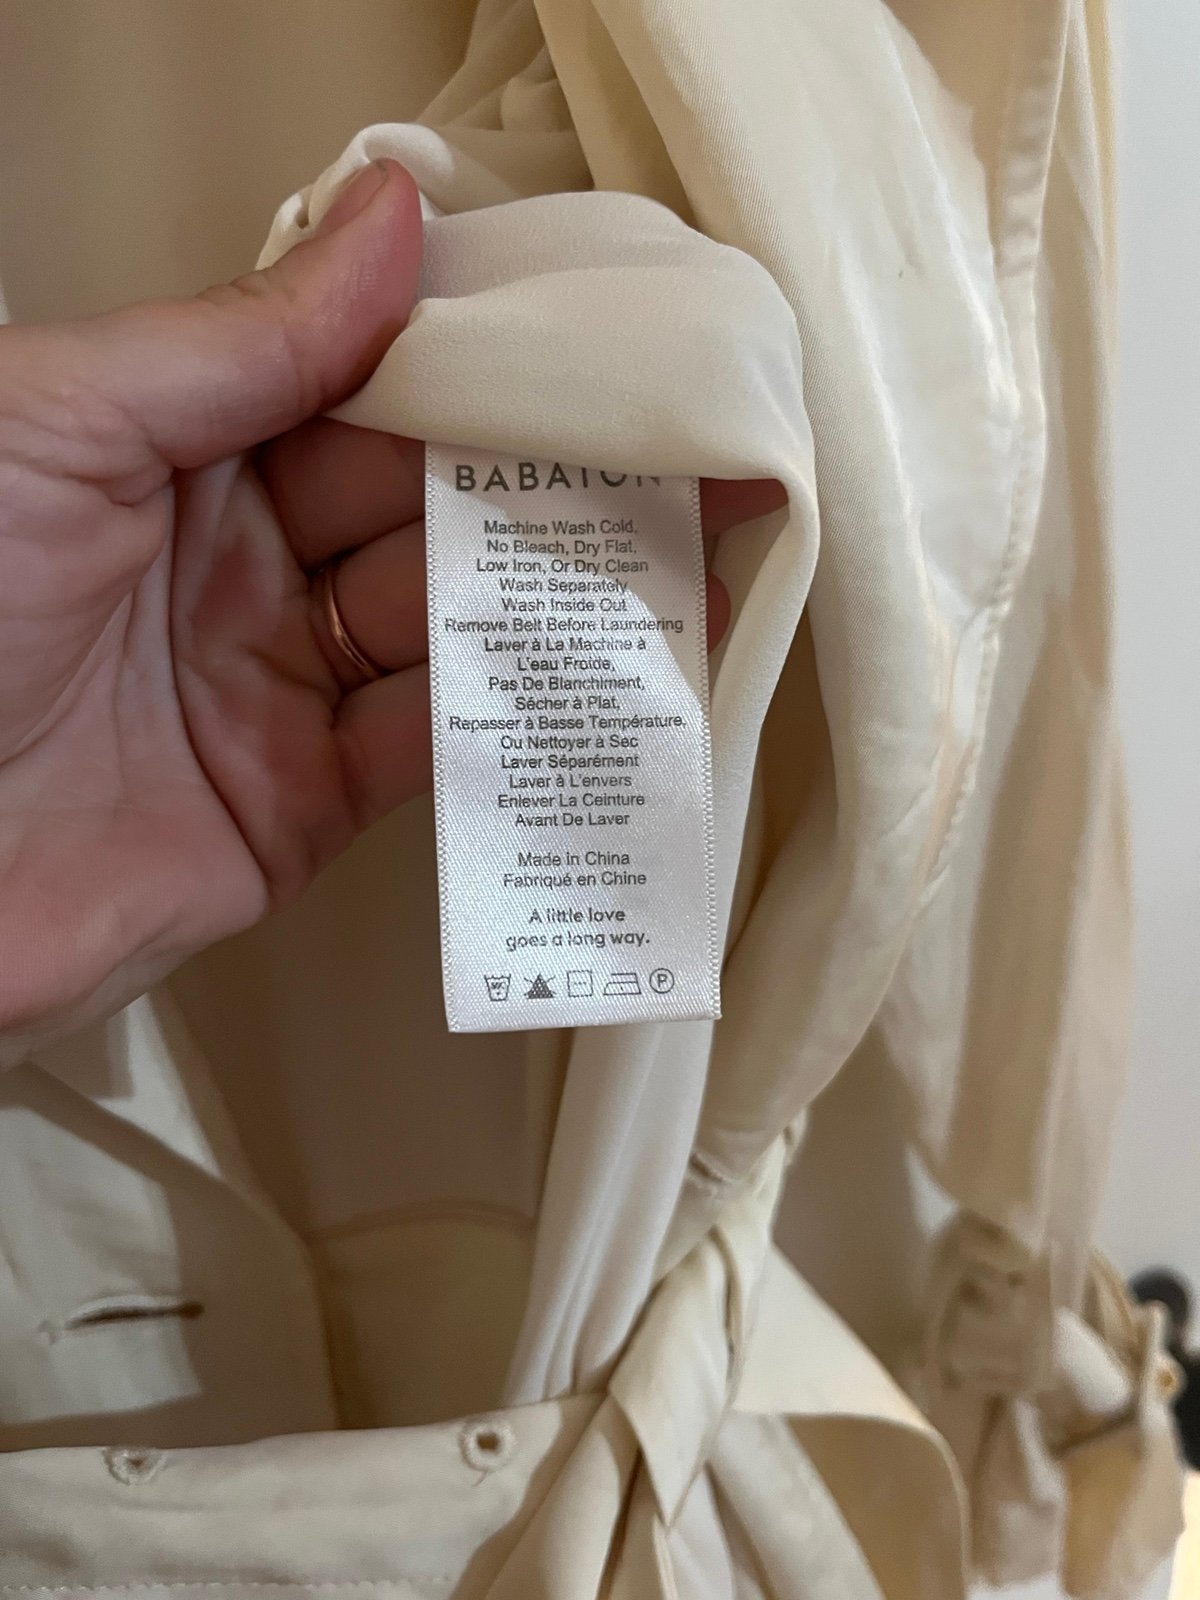 BABATON
Machine Wash Cold,
No Bleach, Dry Flat,
Low Iron, Or Dry Clean
Wash Separately
Wash Inside Out
Remove Belt Before Laundering
Laver à La Machine à
L'eau Froide,
Pas De Blanchiment,
Sécher à Plat,
Repasser à Basse Température,
Ou Nettoyer à Sec
Laver Séparément
Laver à L'envers
Enlever La Ceinture
Avant De Laver
Made in China
Fabriqué en Chine
A little love
goes a long way.
P